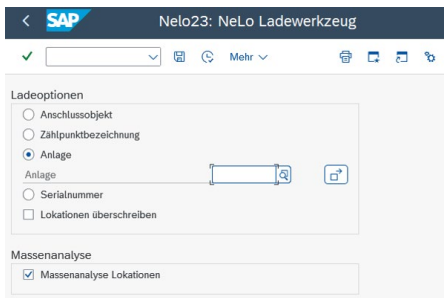 SAP Nelo23: NeLo Ladewerkzeug
Mehr
Ladeoptionen
Anschlussobjekt
Zählpunktbezeichnung
Anlage
Anlage
Serialnummer
Lokationen überschreiben
Massenanalyse
Massenanalyse Lokationen